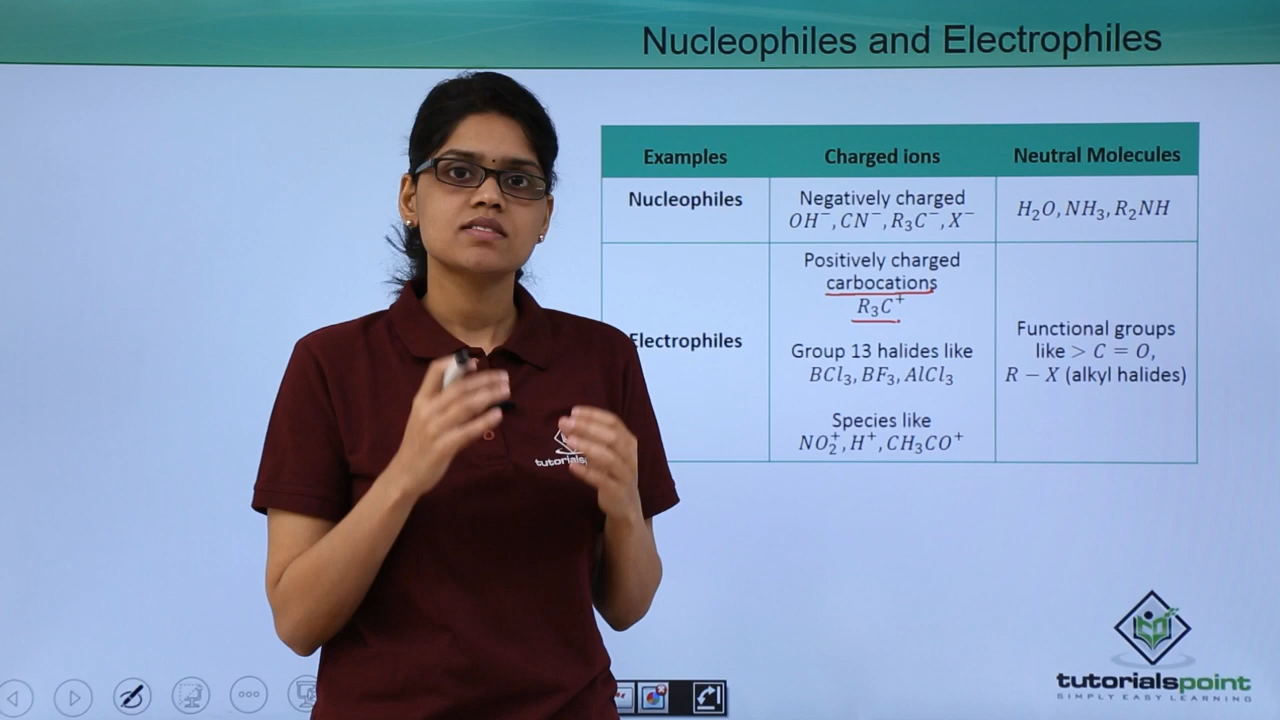 Nucleophiles and Electrophiles
Examples
Charged ions
Neutral Molecules
Nucleophiles
Negatively charged
OH⁻, CN⁻, R₃C⁻, X⁻
H₂O, NH₃, R₂NH
Electrophiles
Positively charged
carbocations
R₃C⁺
Group 13 halides like
BCl₃, BF₃, AlCl₃
Species like
NO₂⁺, H⁺, CH₃CO⁺
Functional groups
like > C = O,
R − X (alkyl halides)
tutorials
tutorialspoint
SIMPLY EASY LEARNING